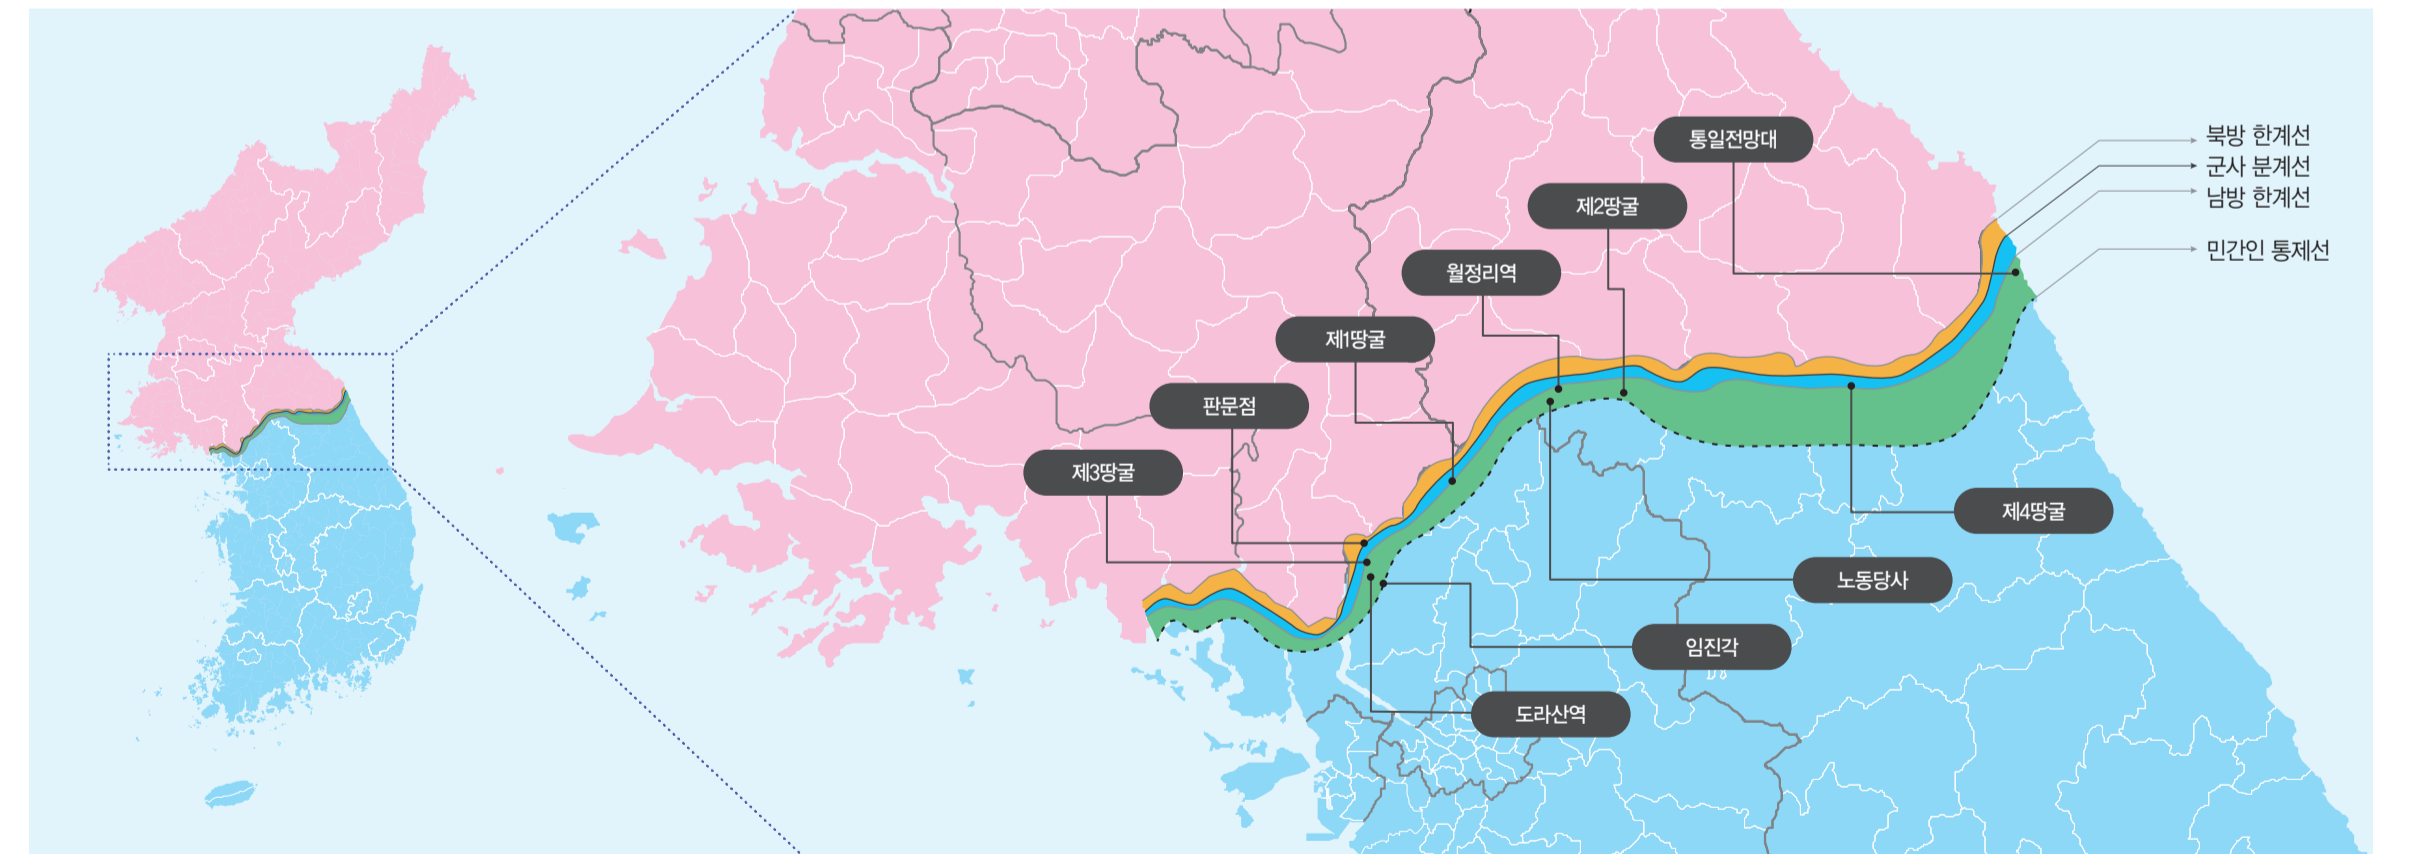 통일전망대
북방 한계선
군사 분계선
남방 한계선
제2땅굴
민간인 통제선
월정리역
제1땅굴
판문점
제3땅굴
제4땅굴
노동당사
임진각
도라산역